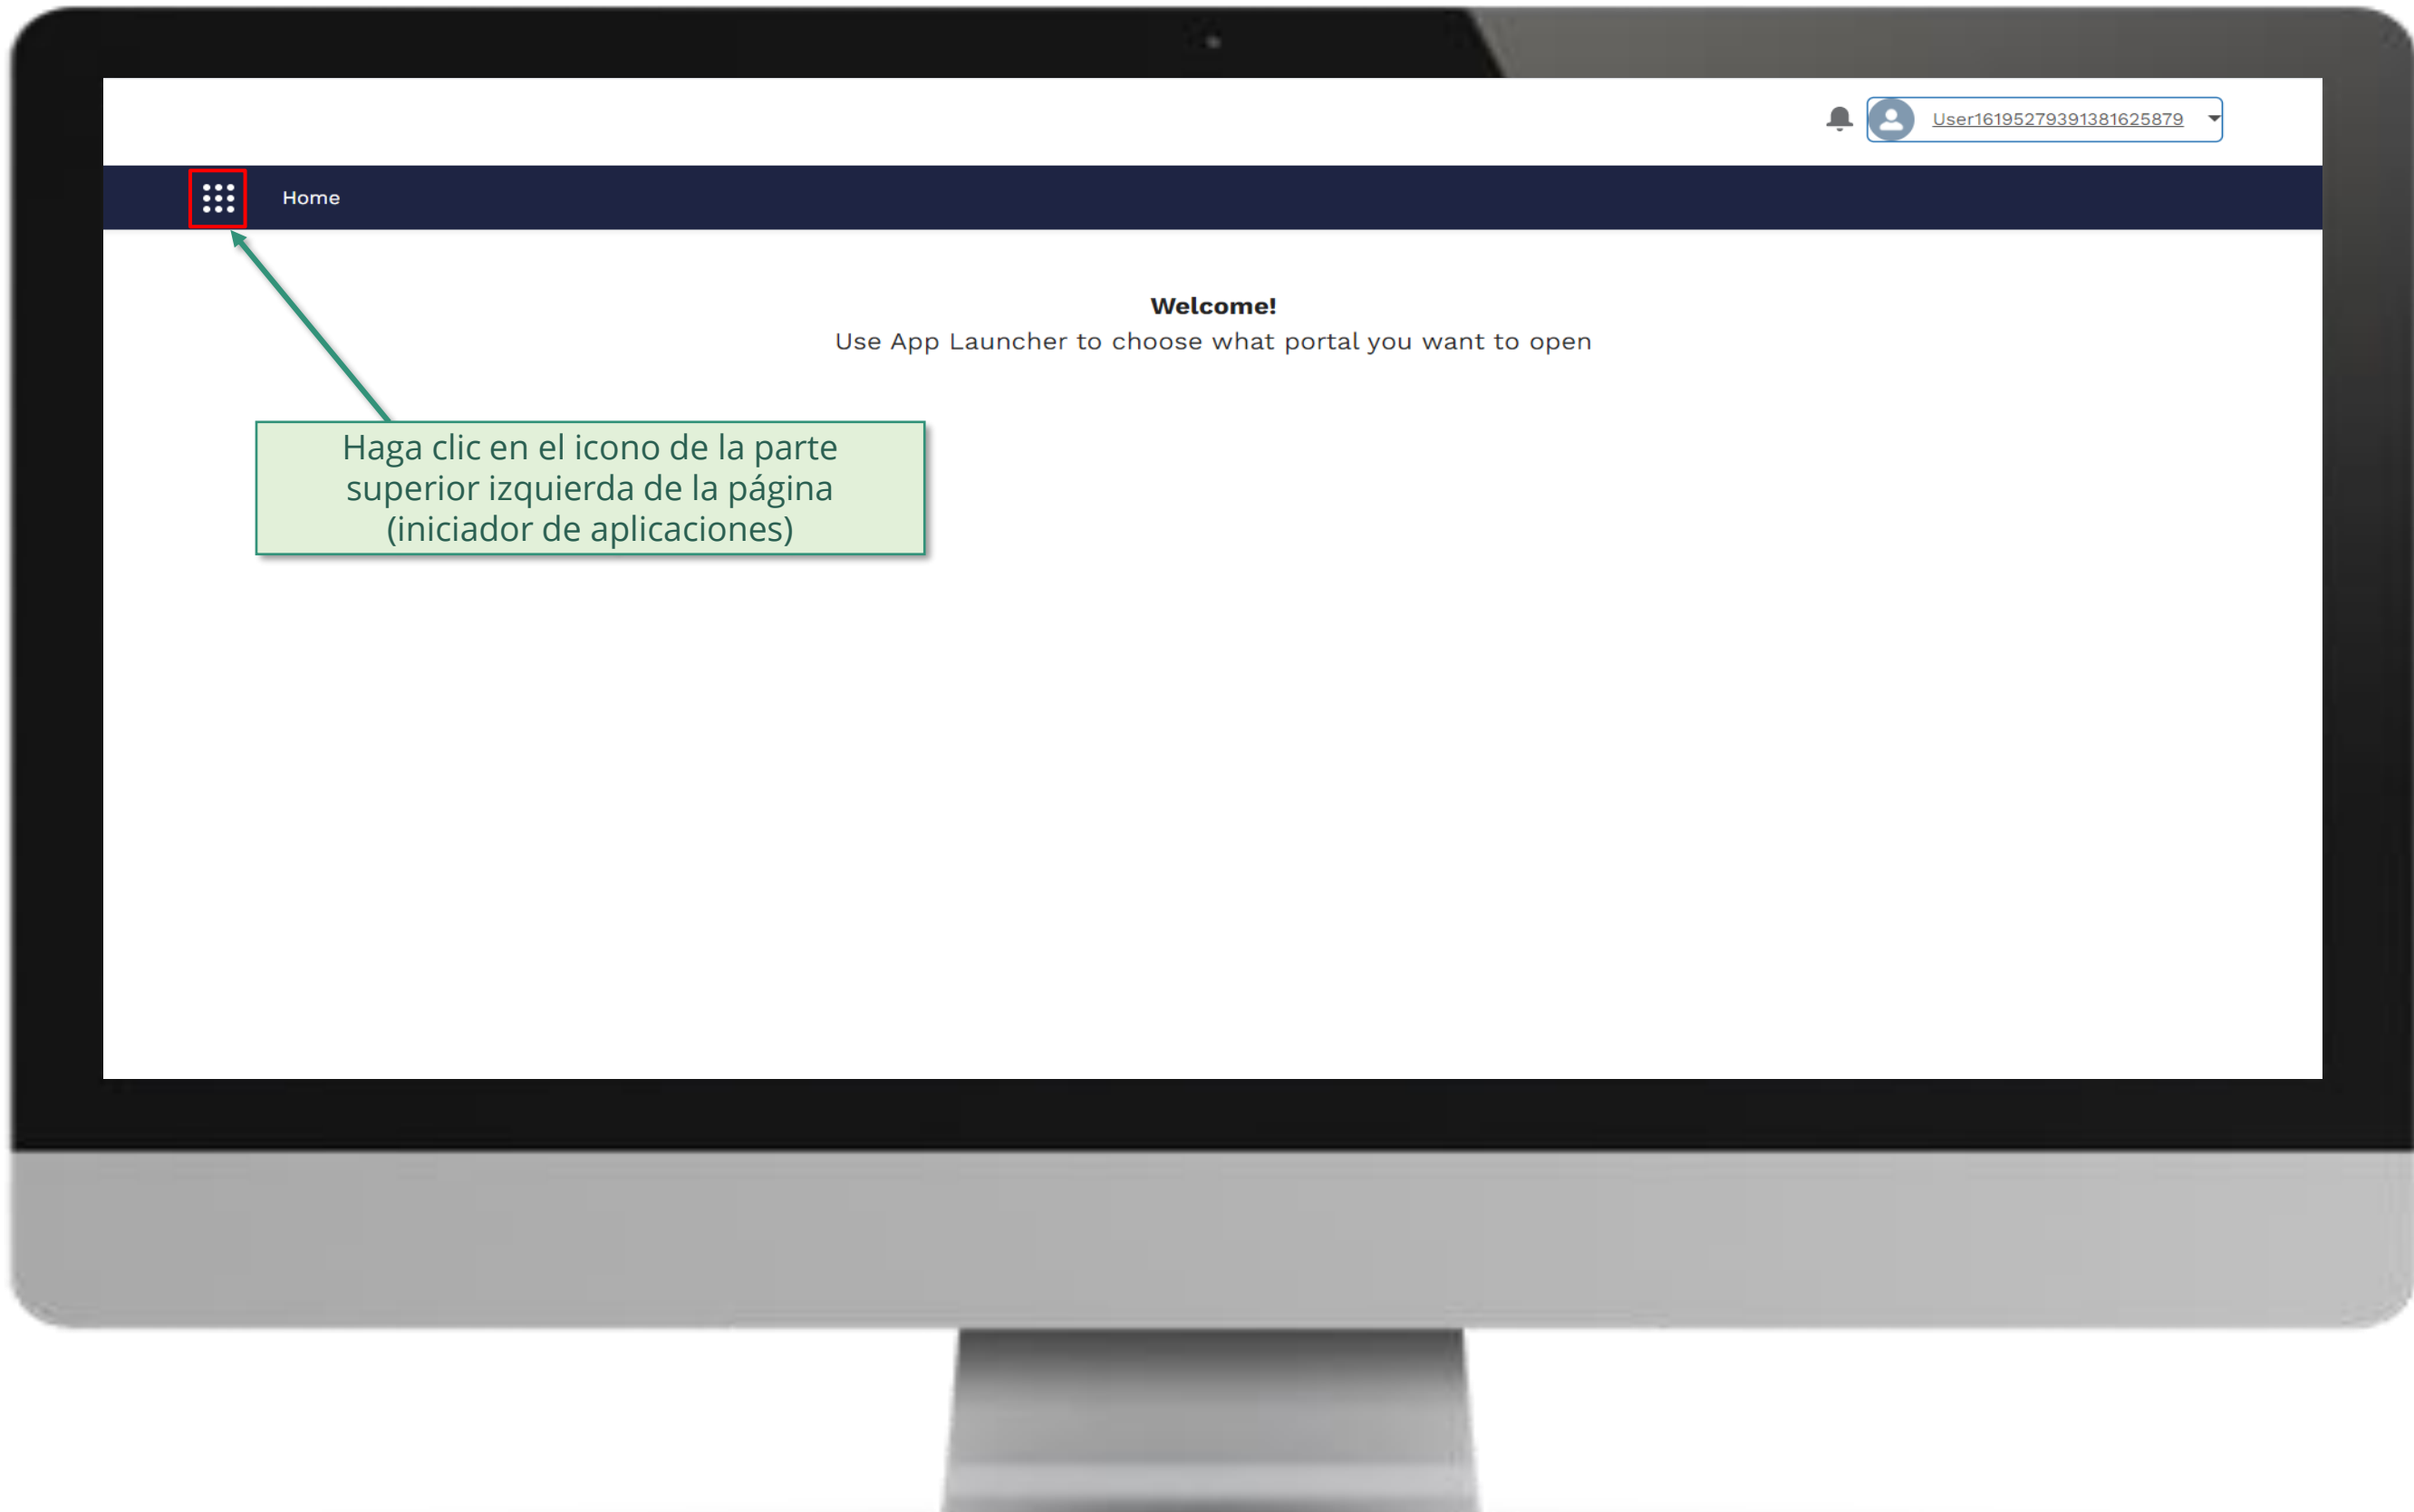 User16195279391381625879
Home
Welcome!
Use App Launcher to choose what portal you want to open
Haga clic en el icono de la parte
superior izquierda de la página
(iniciador de aplicaciones)